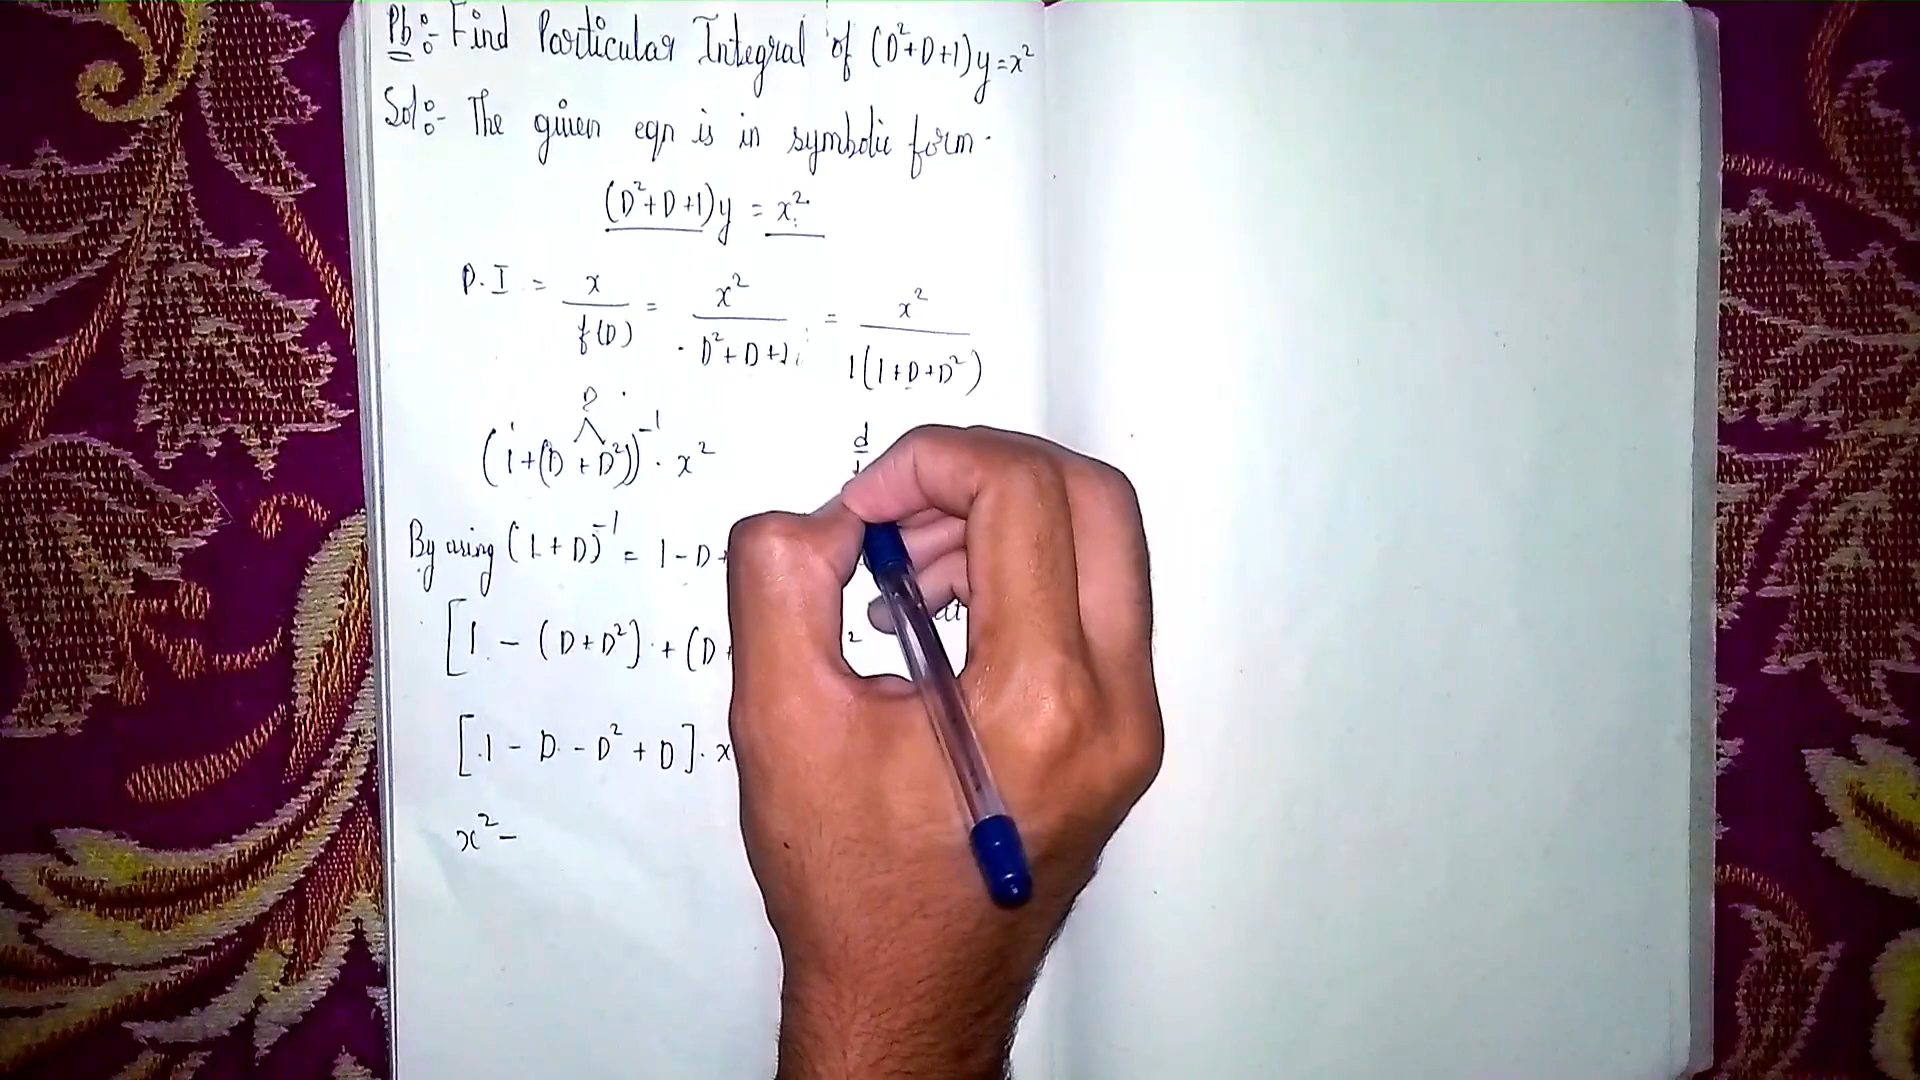 Pb:- Find Particular Integral of (D²+D+1)y=x²
Sol:- The given eqn is in symbolic form.
(D²+D+1)y = x²
P.I = x/f(D) = x²/D²+D+1 = x²/1(1+D+D²)
D
(1+(D+D²))⁻¹ · x²
d
By using (1+D)⁻¹ = 1-D+
[1 - (D+D²] + (D+ ²
[1 - D - D² + D]· x
x² -